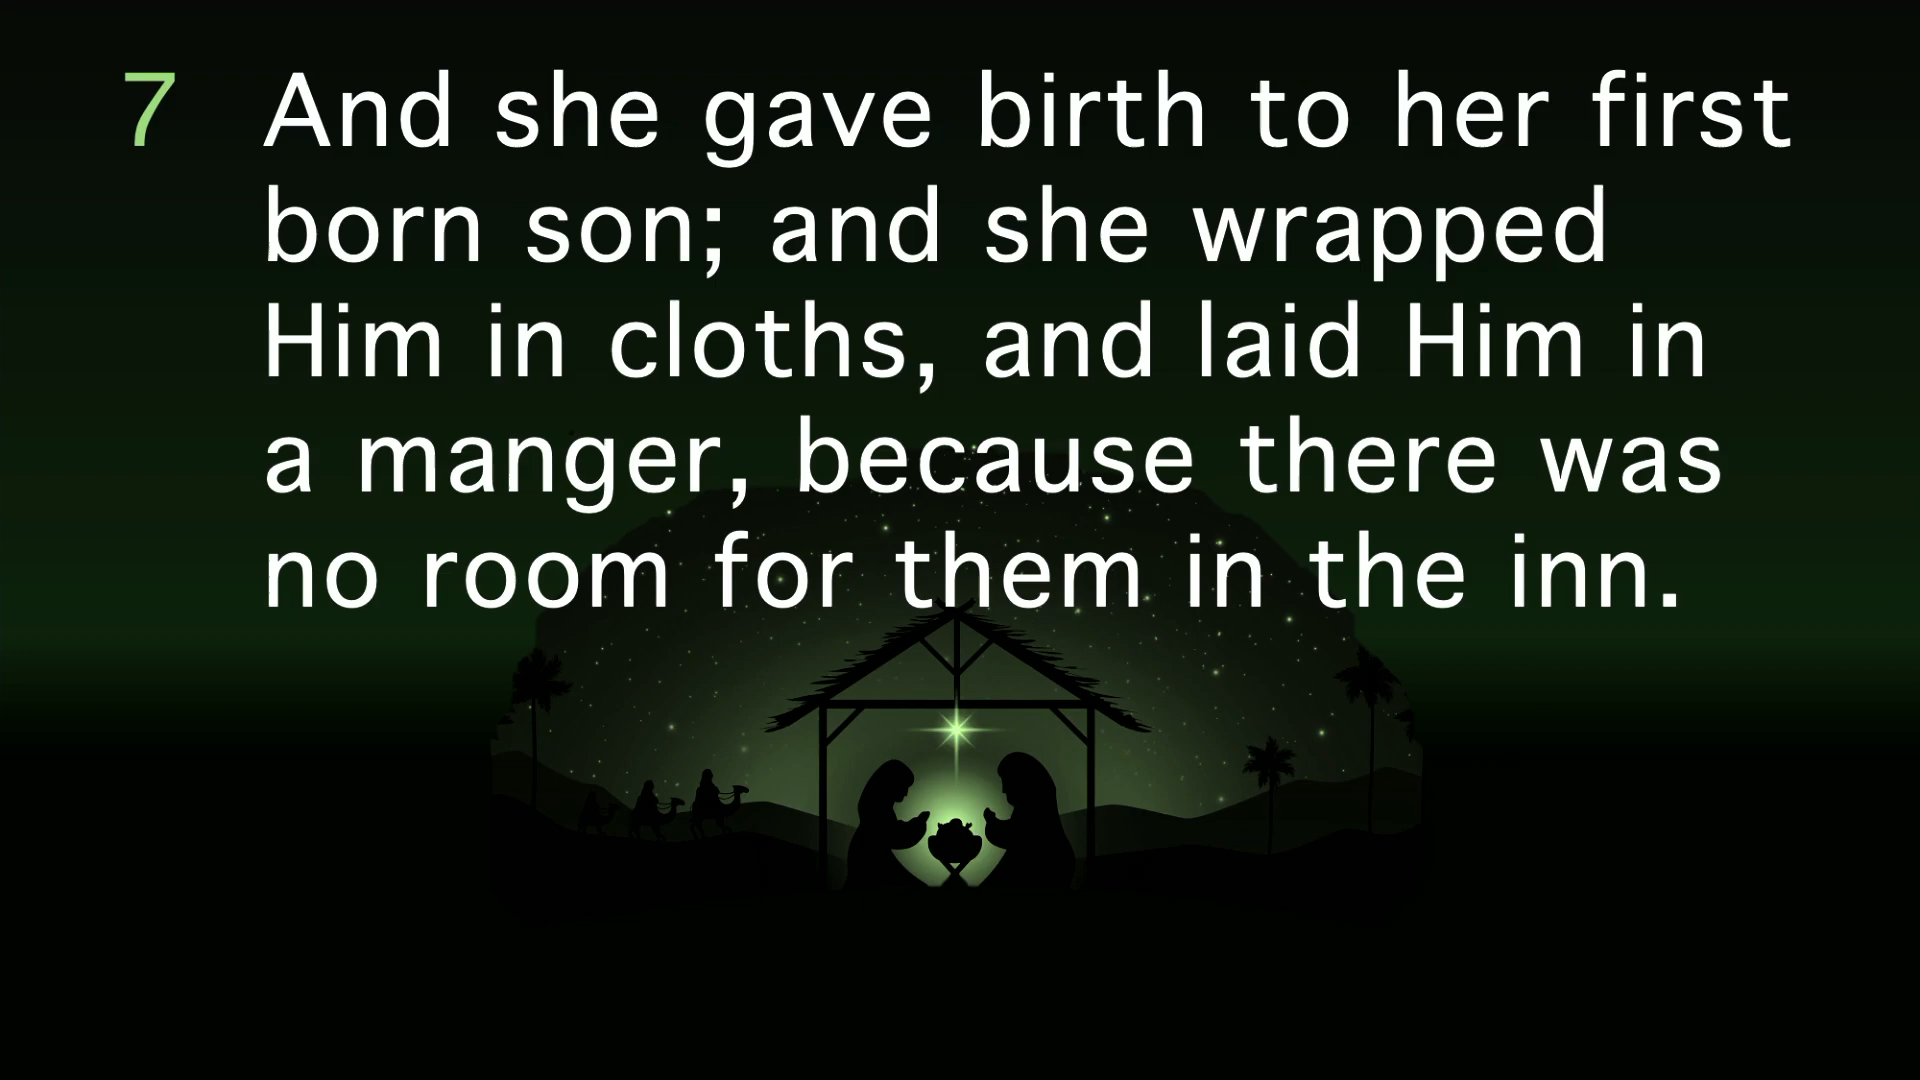 7 And she gave birth to her first
born son; and she wrapped
Him in cloths, and laid Him in
a manger, because there was
no room for them in the inn.